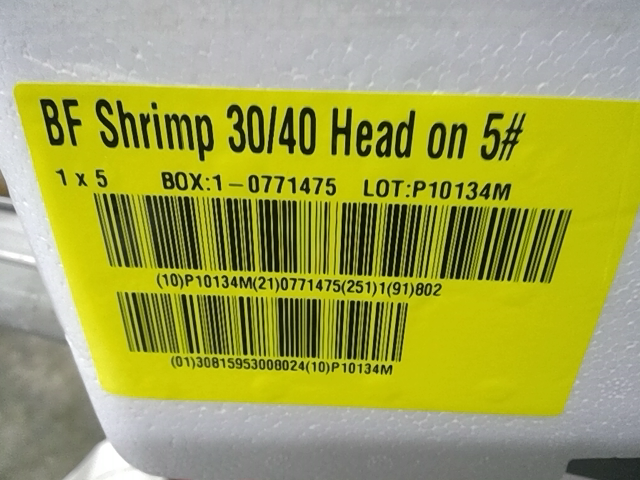 BF Shrimp 30/40 Head on 5#
1 x 5 BOX:1-0771475 LOT:P10134M
(10)P10134M(21)0771475(251)1(91)802
(01)30815953008024(10)P10134M